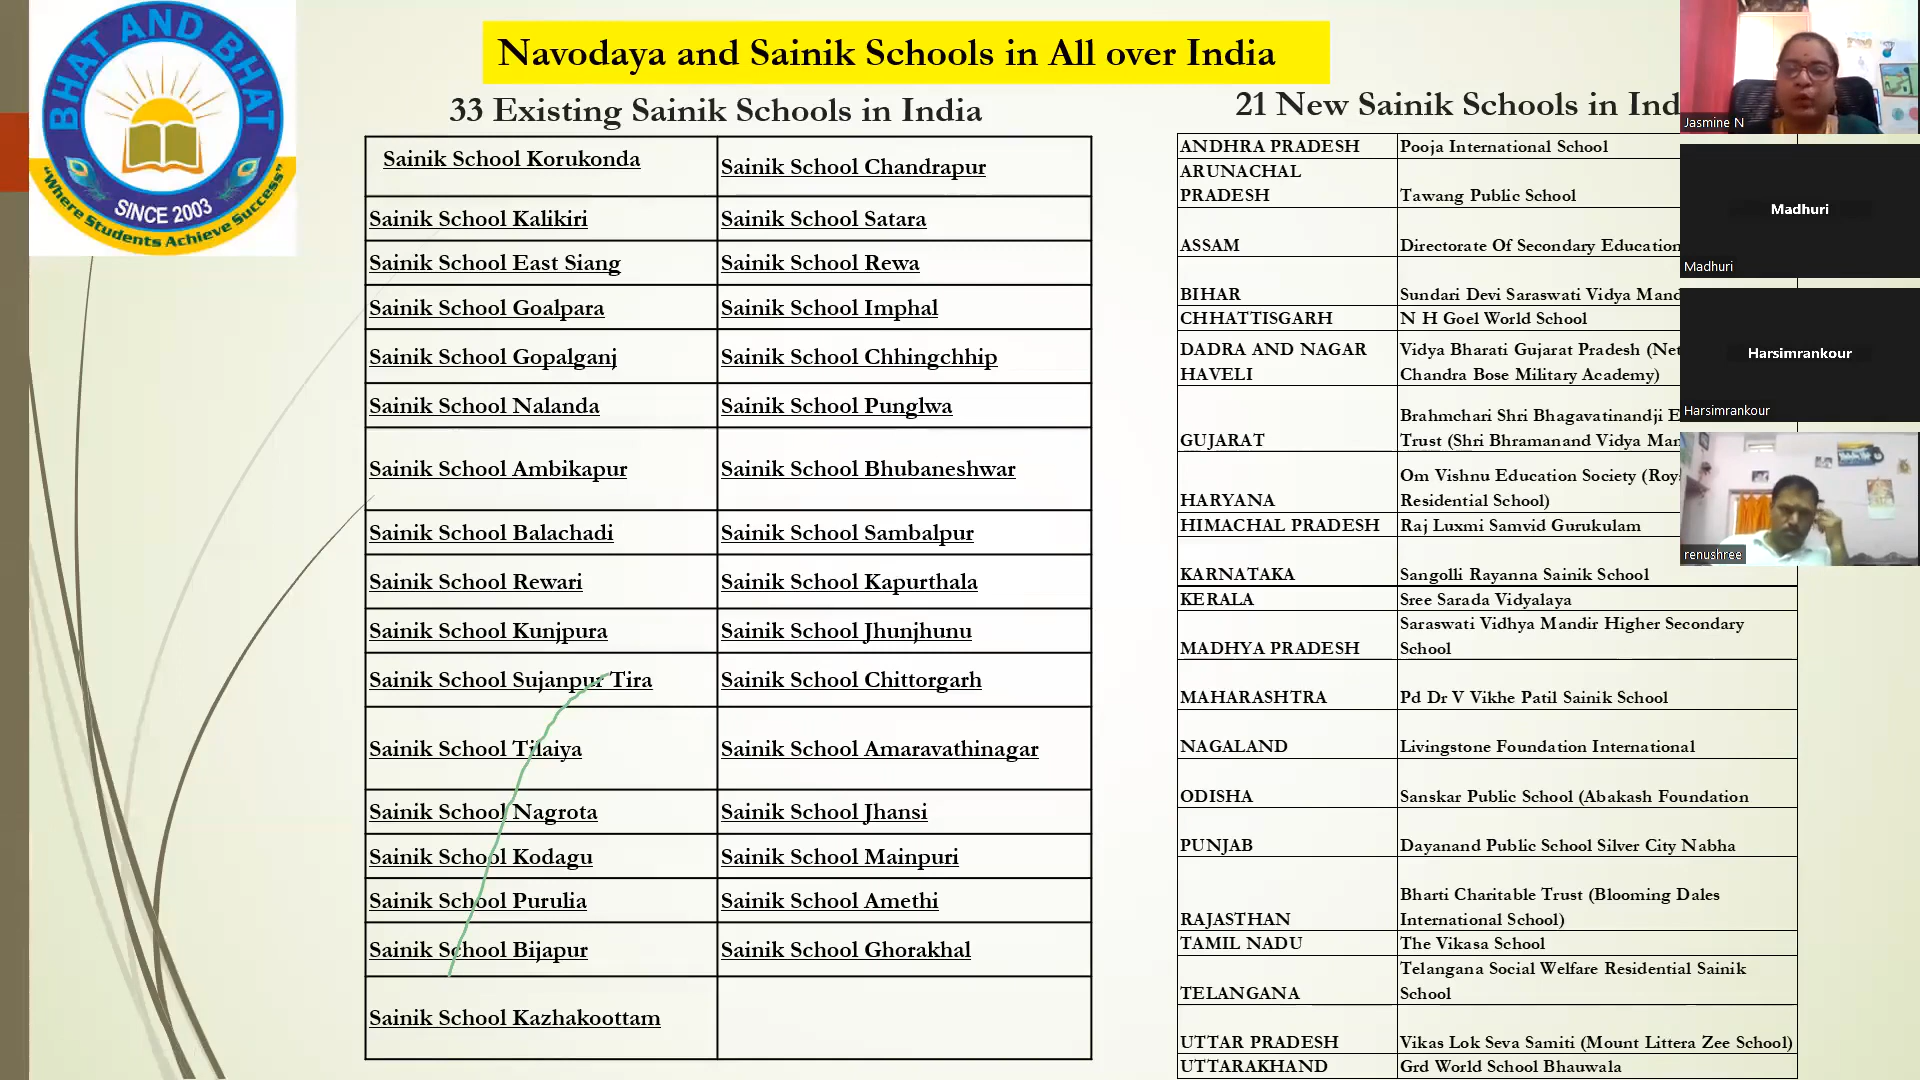 BHAT AND BHAT
SINCE 2003
"Where Students Achieve Success"
Navodaya and Sainik Schools in All over India
33 Existing Sainik Schools in India
Sainik School Korukonda
Sainik School Chandrapur
Sainik School Kalikiri
Sainik School Satara
Sainik School East Siang
Sainik School Rewa
Sainik School Goalpara
Sainik School Imphal
Sainik School Gopalganj
Sainik School Chhingchhip
Sainik School Nalanda
Sainik School Punglwa
Sainik School Ambikapur
Sainik School Bhubaneshwar
Sainik School Balachadi
Sainik School Sambalpur
Sainik School Rewari
Sainik School Kapurthala
Sainik School Kunjpura
Sainik School Jhunjhunu
Sainik School Sujanpur Tira
Sainik School Chittorgarh
Sainik School Tilaiya
Sainik School Amaravathinagar
Sainik School Nagrota
Sainik School Jhansi
Sainik School Kodagu
Sainik School Mainpuri
Sainik School Purulia
Sainik School Amethi
Sainik School Bijapur
Sainik School Ghorakhal
Sainik School Kazhakoottam
21 New Sainik Schools in Ind
ANDHRA PRADESH
Pooja International School
ARUNACHAL
PRADESH
Tawang Public School
ASSAM
Directorate Of Secondary Education
BIHAR
Sundari Devi Saraswati Vidya Mand
CHHATTISGARH
N H Goel World School
DADRA AND NAGAR
HAVELI
Vidya Bharati Gujarat Pradesh (Net
Chandra Bose Military Academy)
GUJARAT
Brahmchari Shri Bhagavatinandji E
Trust (Shri Bhramanand Vidya Man
HARYANA
Om Vishnu Education Society (Roy
Residential School)
HIMACHAL PRADESH
Raj Luxmi Samvid Gurukulam
KARNATAKA
Sangolli Rayanna Sainik School
KERALA
Sree Sarada Vidyalaya
MADHYA PRADESH
Saraswati Vidhya Mandir Higher Secondary
School
MAHARASHTRA
Pd Dr V Vikhe Patil Sainik School
NAGALAND
Livingstone Foundation International
ODISHA
Sanskar Public School (Abakash Foundation
PUNJAB
Dayanand Public School Silver City Nabha
RAJASTHAN
Bharti Charitable Trust (Blooming Dales
International School)
TAMIL NADU
The Vikasa School
TELANGANA
Telangana Social Welfare Residential Sainik
School
UTTAR PRADESH
Vikas Lok Seva Samiti (Mount Littera Zee School)
UTTARAKHAND
Grd World School Bhauwala
Jasmine N
Madhuri
Madhuri
Harsimrankour
Harsimrankour
renushree